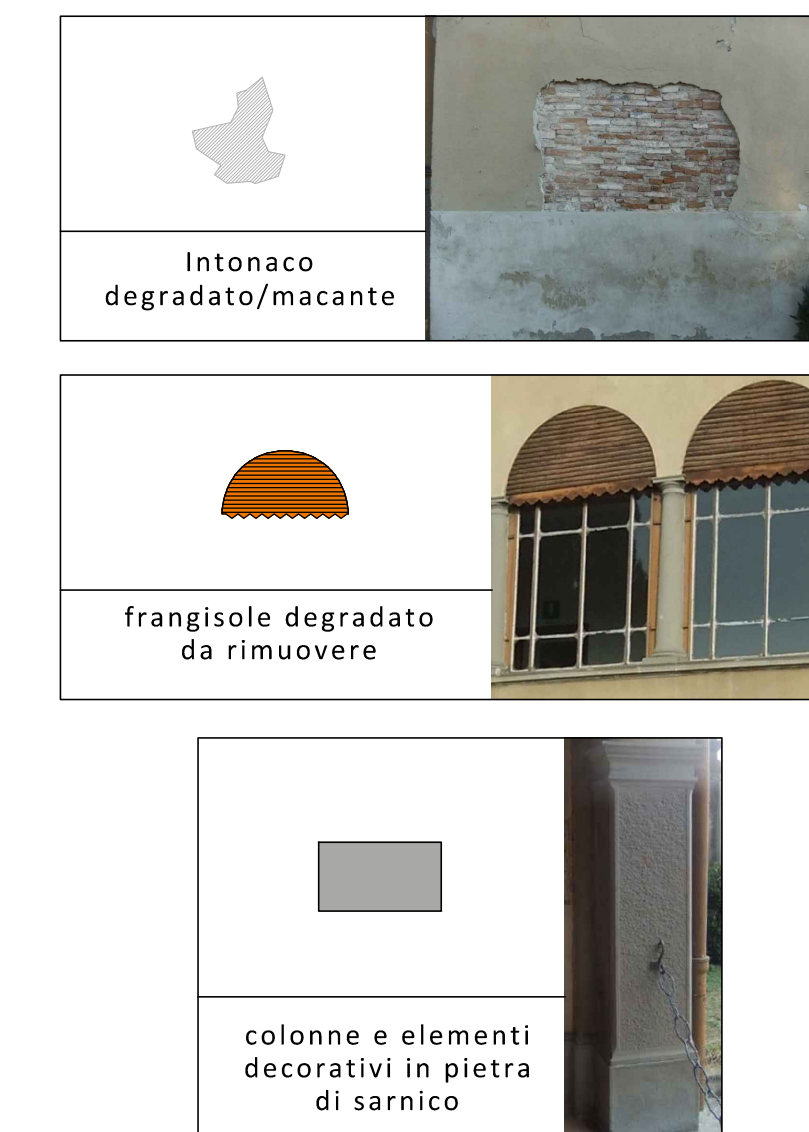 Intonaco
degradato/macante
frangisole degradato
da rimuovere
colonne e elementi
decorativi in pietra
di sarnico